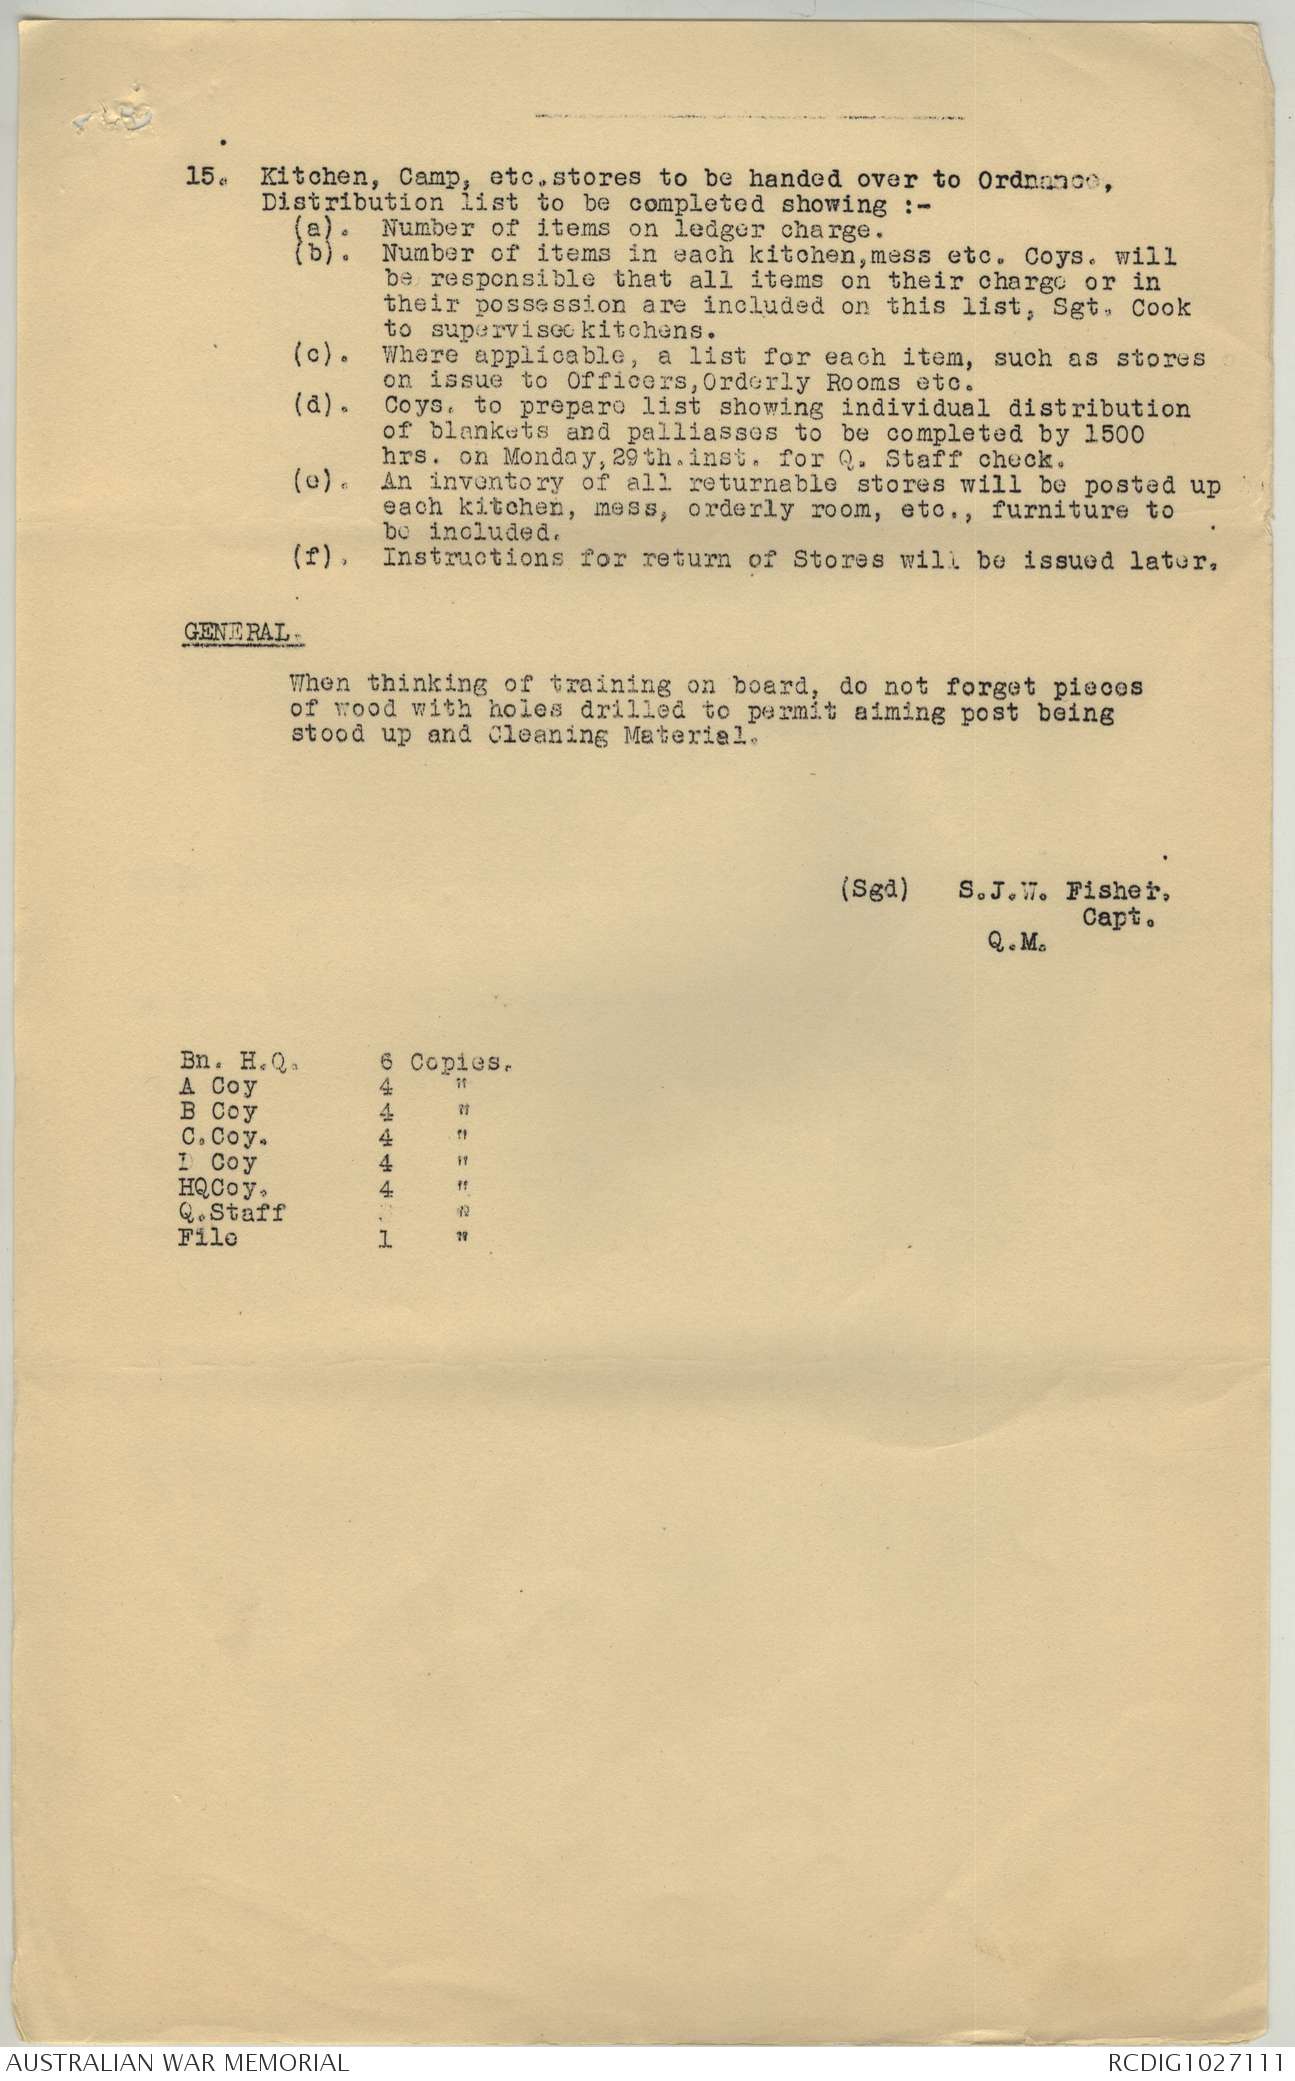 15. Kitchen, Camp, etc.stores to be handed over to Ordnance,
Distribution list to be completed showing :-
(a). Number of items on ledger charge.
(b). Number of items in each kitchen,mess etc. Coys. will
be responsible that all items on their charge or in
their possession are included on this list, Sgt. Cook
to supervise kitchens.
(c). Where applicable, a list for each item, such as stores
on issue to Officers,Orderly Rooms etc.
(d). Coys. to prepare list showing individual distribution
of blankets and palliasses to be completed by 1500
hrs. on Monday,29th.inst. for Q. Staff check.
(e). An inventory of all returnable stores will be posted up
each kitchen, mess, orderly room, etc., furniture to
be included.
(f). Instructions for return of Stores will be issued later.
GENERAL.
When thinking of training on board, do not forget pieces
of wood with holes drilled to permit aiming post being
stood up and Cleaning Material.
(Sgd) S.J.W. Fisher,
Capt.
Q.M.
Bn. H.Q. 6 Copies.
A Coy 4 "
B Coy 4 "
C.Coy. 4 "
D Coy 4 "
HQCoy. 4 "
Q.Staff "
File 1 "
AUSTRALIAN WAR MEMORIAL RCDIG1027111